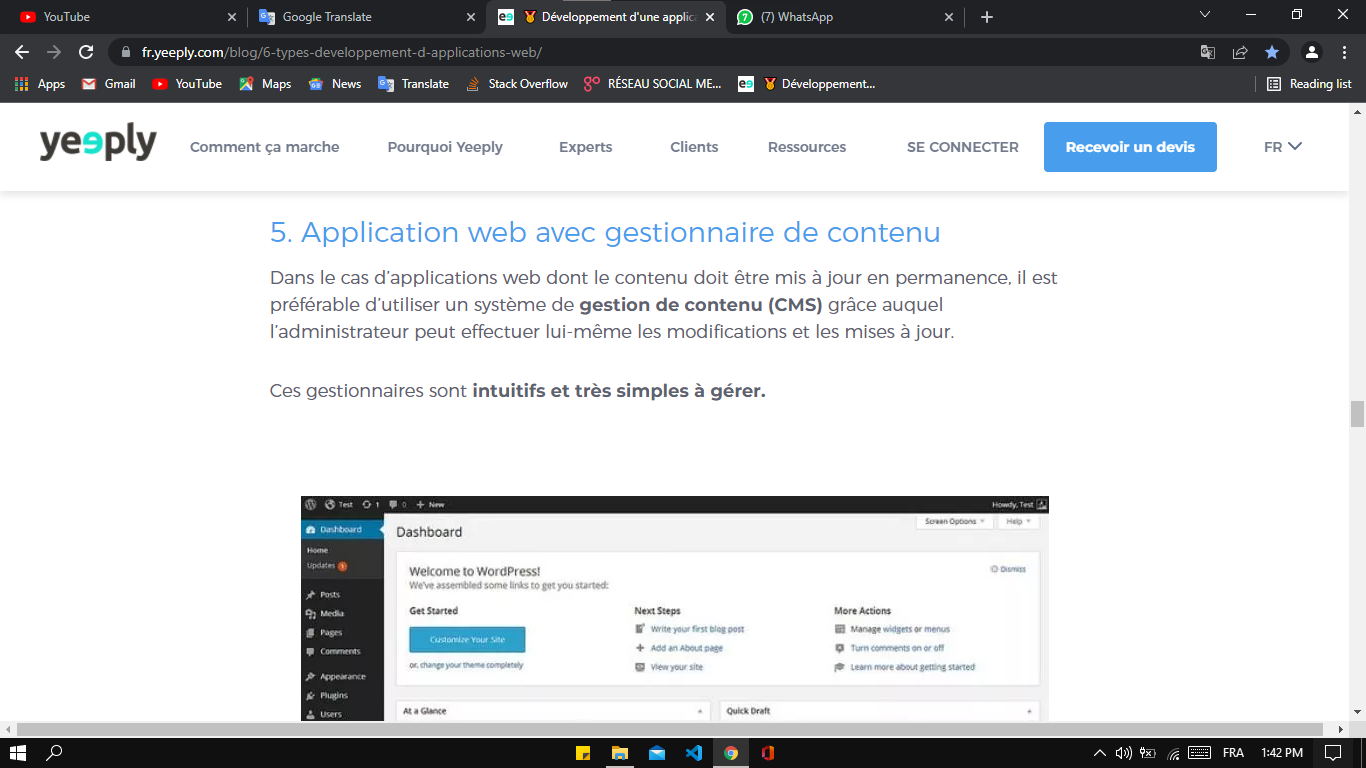 YouTube
Google Translate
Développement d'une applica
(7) WhatsApp
fr.yeeply.com/blog/6-types-developpement-d-applications-web/
Apps Gmail YouTube Maps News Translate Stack Overflow RÉSEAU SOCIAL ME... Développement... Reading list
yeeply Comment ça marche Pourquoi Yeeply Experts Clients Ressources SE CONNECTER Recevoir un devis FR
5. Application web avec gestionnaire de contenu
Dans le cas d'applications web dont le contenu doit être mis à jour en permanence, il est
préférable d'utiliser un système de gestion de contenu (CMS) grâce auquel
l'administrateur peut effectuer lui-même les modifications et les mises à jour.
Ces gestionnaires sont intuitifs et très simples à gérer.
Test 1 0 New Howdy, Test
Dashboard
Home
Updates 1
Posts
Media
Pages
Comments
Appearance
Plugins
Users
Screen Options Help
Dashboard
Welcome to WordPress! Dismiss
We've assembled some links to get you started:
Get Started
Customize Your Site
or, change your theme completely
Next Steps
Write your first blog post
Add an About page
View your site
More Actions
Manage widgets or menus
Turn comments on or off
Learn more about getting started
At a Glance
Quick Draft
FRA 1:42 PM